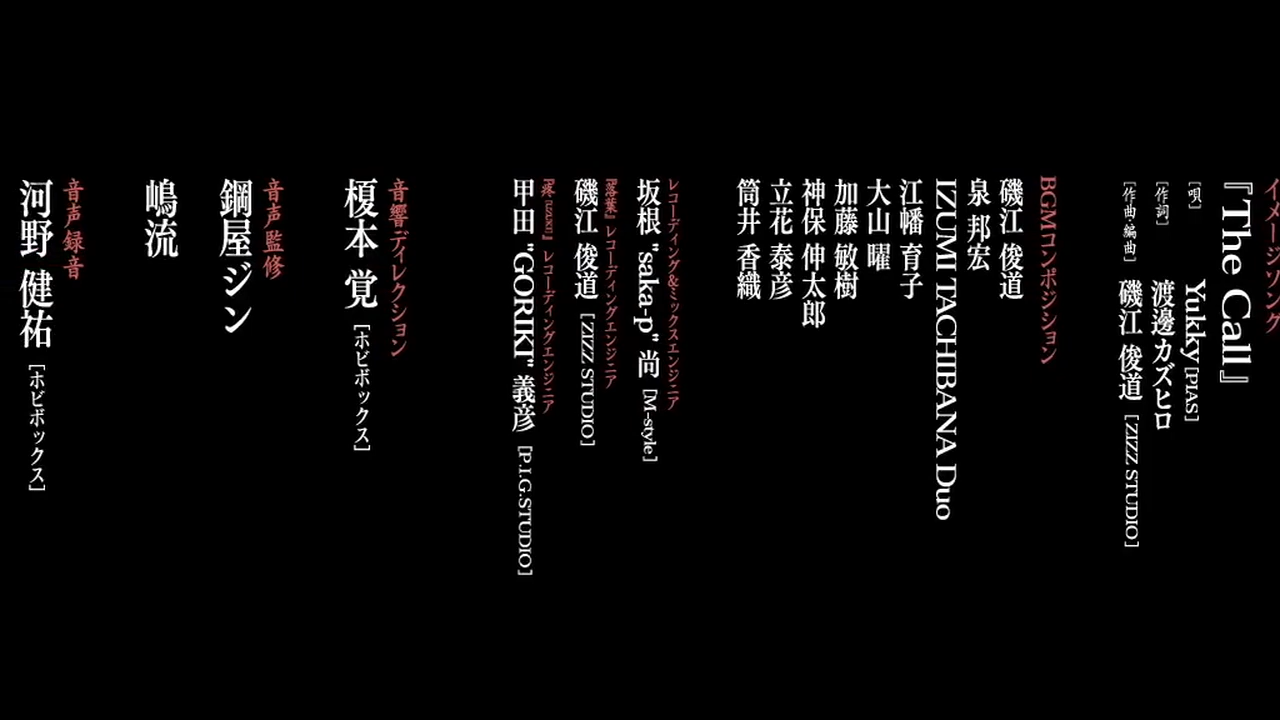 イメージソング
『The Call』
[唄] Yukky [PIAS]
[作詞] 渡邊 カズヒロ
[作曲・編曲] 磯江 俊道 [ZIZZ STUDIO]
BGMコンポジション
磯江 俊道
泉 邦宏
IZUMI TACHIBANA Duo
江幡 育子
大山 曜
加藤 敏樹
神保 伸太郎
立花 泰彦
筒井 香織
レコーディング&ミックスエンジニア
坂根 "saka-p" 尚 [M-style]
『落葉』レコーディングエンジニア
磯江 俊道 [ZIZZ STUDIO]
レコーディングエンジニア
甲田 "GORIKI" 義彦 [P.I.G.STUDIO]
音響ディレクション
榎本 覚 [ホビボックス]
音声監修
鋼屋ジン
嶋流
音声録音
河野 健祐 [ホビボックス]